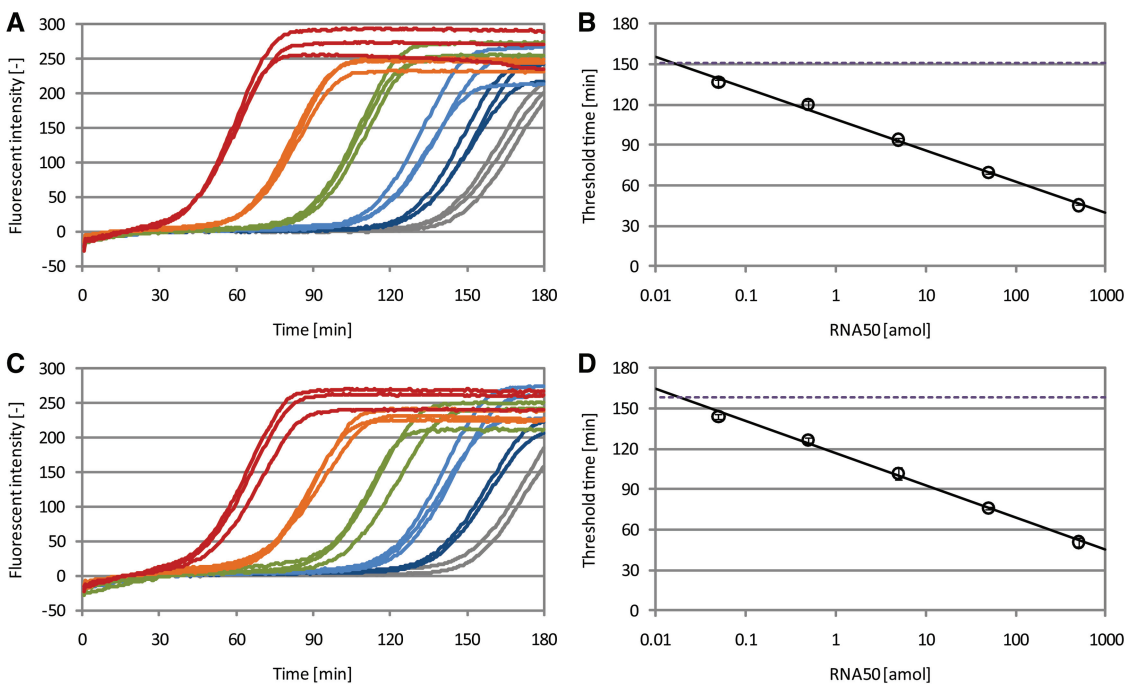 A
Fluorescent intensity [-]
300
250
200
150
100
50
0
-50
0 30 60 90 120 150 180
Time [min]
B
Threshold time [min]
180
150
120
90
60
30
0
0.01 0.1 1 10 100 1000
RNA50 [amol]
C
Fluorescent intensity [-]
300
250
200
150
100
50
0
-50
0 30 60 90 120 150 180
Time [min]
D
Threshold time [min]
180
150
120
90
60
30
0
0.01 0.1 1 10 100 1000
RNA50 [amol]